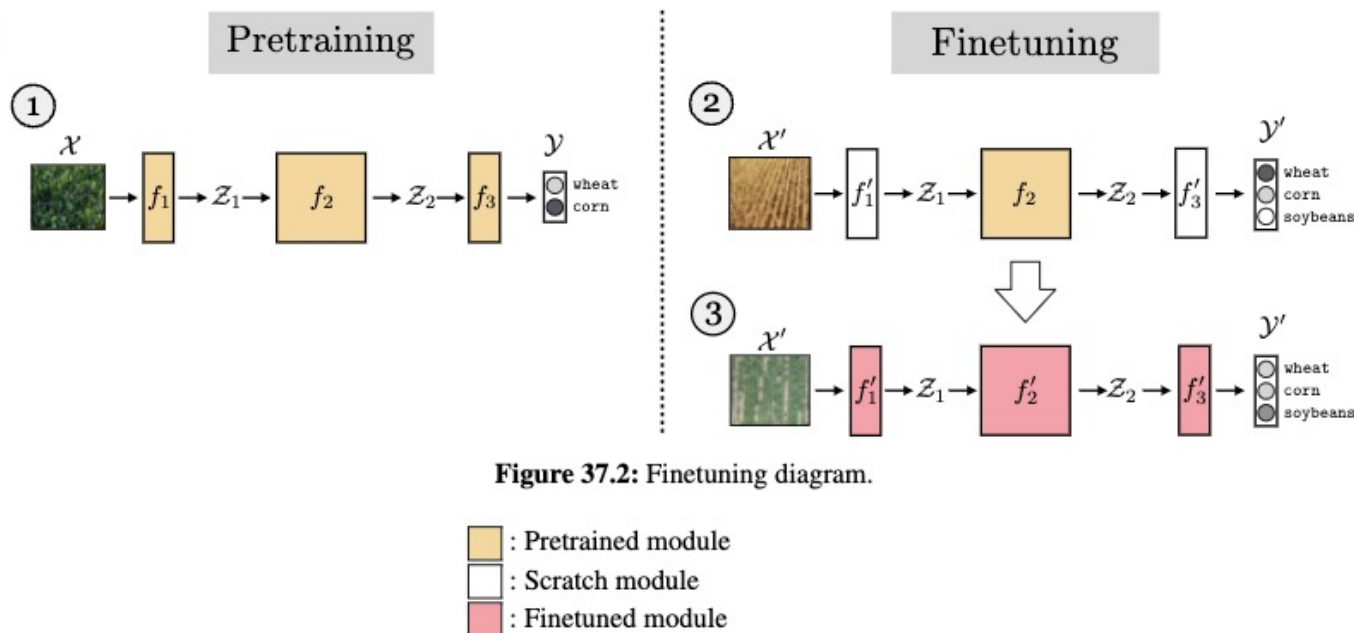 Pretraining
Finetuning
1
𝒳
f₁
𝒵₁
f₂
𝒵₂
f₃
𝒴
wheat
corn
2
𝒳′
f′₁
𝒵₁
f₂
𝒵₂
f′₃
𝒴′
wheat
corn
soybeans
3
𝒳′
f′₁
𝒵₁
f′₂
𝒵₂
f′₃
𝒴′
wheat
corn
soybeans
Figure 37.2: Finetuning diagram.
: Pretrained module
: Scratch module
: Finetuned module